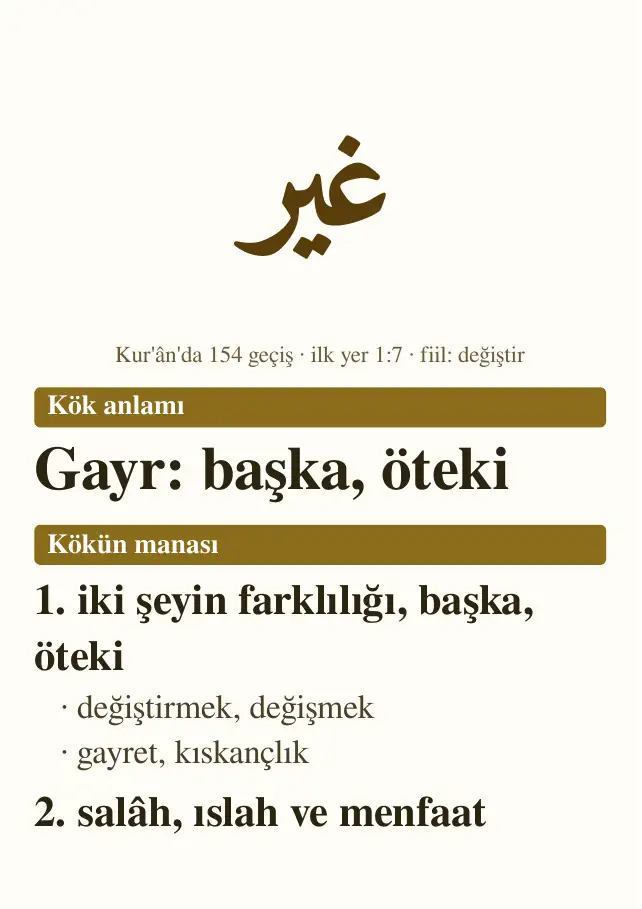 غير
Kur'ân'da 154 geçiş · ilk yer 1:7 · fiil: değiştir
Kök anlamı
Gayr: başka, öteki
Kökün manası
1. iki şeyin farklılığı, başka,
öteki
· değiştirmek, değişmek
· gayret, kıskançlık
2. salâh, ıslah ve menfaat